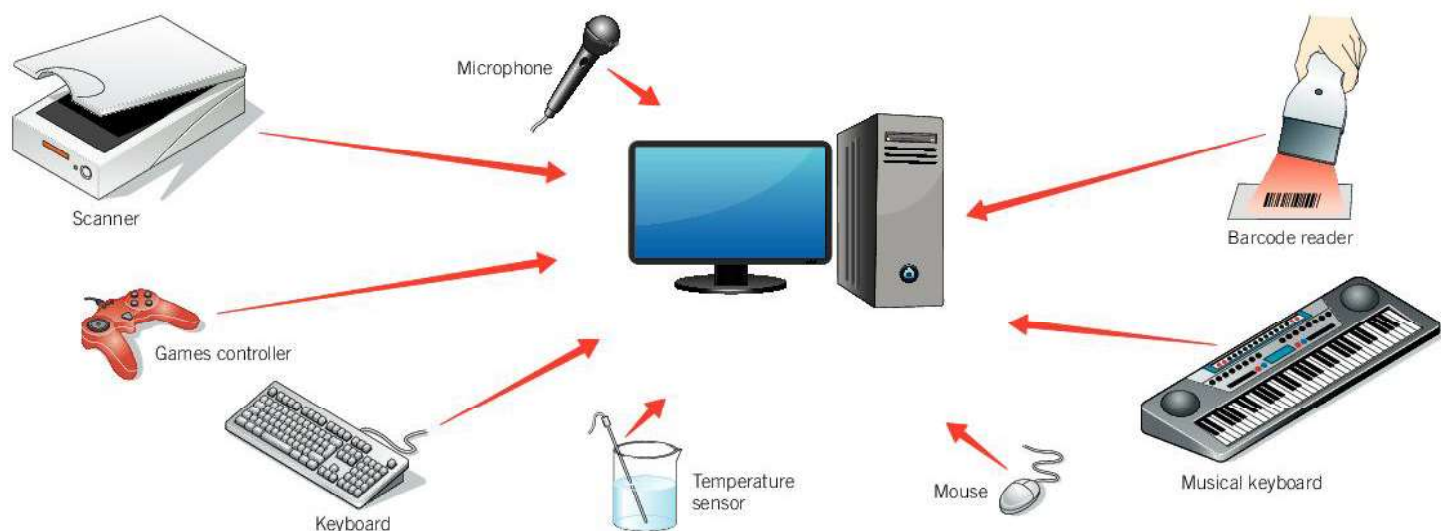 Microphone
Scanner
Barcode reader
Games controller
Keyboard
Temperature
sensor
Mouse
Musical keyboard